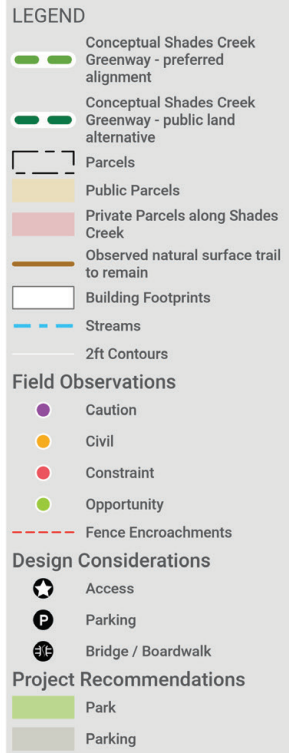 LEGEND
Conceptual Shades Creek
Greenway - preferred
alignment
Conceptual Shades Creek
Greenway - public land
alternative
Parcels
Public Parcels
Private Parcels along Shades
Creek
Observed natural surface trail
to remain
Building Footprints
Streams
2ft Contours
Field Observations
Caution
Civil
Constraint
Opportunity
Fence Encroachments
Design Considerations
Access
P Parking
Bridge / Boardwalk
Project Recommendations
Park
Parking